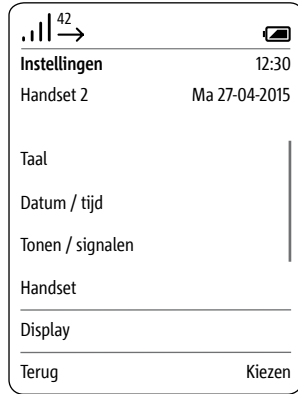 42
Instellingen 12:30
Handset 2 Ma 27-04-2015
Taal
Datum / tijd
Tonen / signalen
Handset
Display
Terug Kiezen